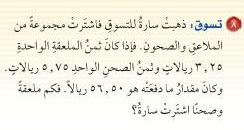 ٨ تسوق: ذهبتْ سارةُ للتسوقِ فاشترتْ مجموعةً من
الملاعقِ والصحونِ. فإذا كانَ ثمنُ الملعقةِ الواحدةِ
٣,٢٥ ريالاتٍ وثمنُ الصحنِ الواحدِ ٥,٧٥ ريالاتٍ.
وكانَ مقدارُ ما دفعتْه هو ٥٦,٥٠ ريالاً. فكم ملعقةً
وصحنًا اشترتْ سارةُ؟